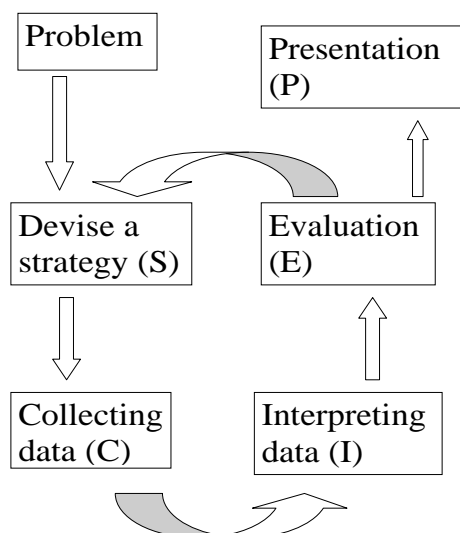 Problem
Presentation
(P)
Devise a
strategy (S)
Evaluation
(E)
Collecting
data (C)
Interpreting
data (I)